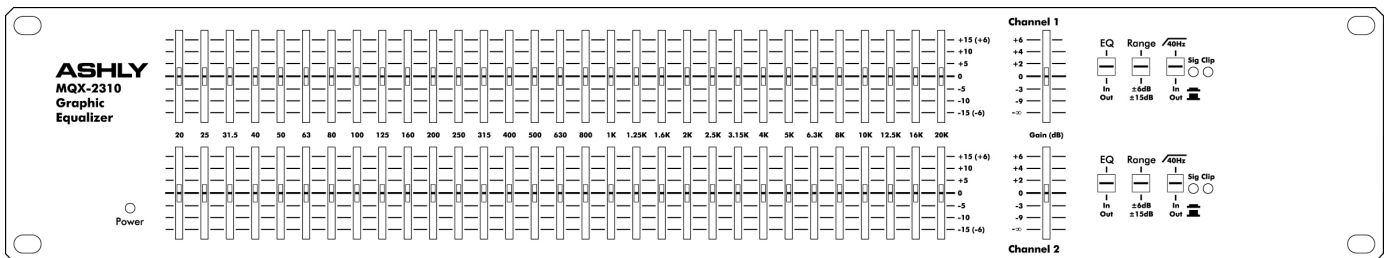 Channel 1
+15 (+6)
+10
+5
0
-5
-10
-15 (-6)
+6
+4
+2
0
-3
-9
-∞
EQ Range 40Hz
Sig Clip
In ±6dB In
Out ±15dB Out
ASHLY
MQX-2310
Graphic
Equalizer
20 25 31.5 40 50 63 80 100 125 160 200 250 315 400 500 630 800 1K 1.25K 1.6K 2K 2.5K 3.15K 4K 5K 6.3K 8K 10K 12.5K 16K 20K Gain (dB)
+15 (+6)
+10
+5
0
-5
-10
-15 (-6)
+6
+4
+2
0
-3
-9
-∞
EQ Range 40Hz
Sig Clip
In ±6dB In
Out ±15dB Out
Power
Channel 2